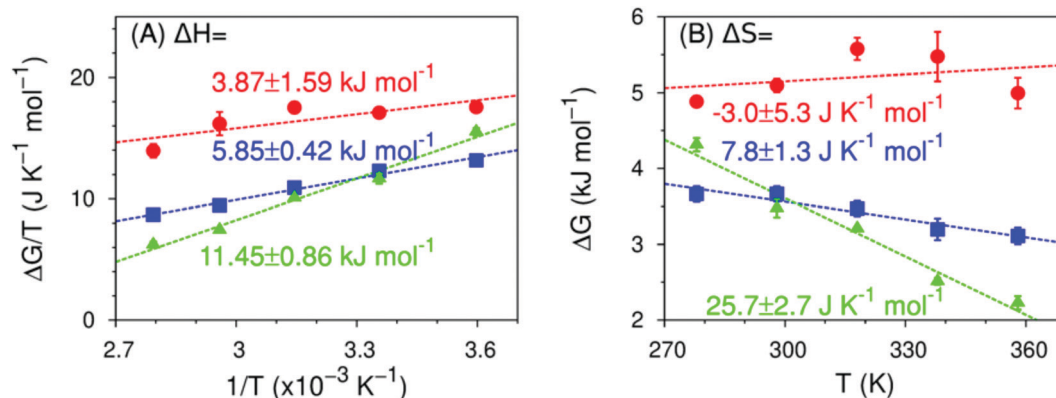 (A) ΔH=
3.87±1.59 kJ mol⁻¹
5.85±0.42 kJ mol⁻¹
11.45±0.86 kJ mol⁻¹
ΔG/T (J K⁻¹ mol⁻¹)
20
10
0
2.7 3 3.3 3.6
1/T (x10⁻³ K⁻¹)
(B) ΔS=
-3.0±5.3 J K⁻¹ mol⁻¹
7.8±1.3 J K⁻¹ mol⁻¹
25.7±2.7 J K⁻¹ mol⁻¹
ΔG (kJ mol⁻¹)
6
5
4
3
2
270 300 330 360
T (K)